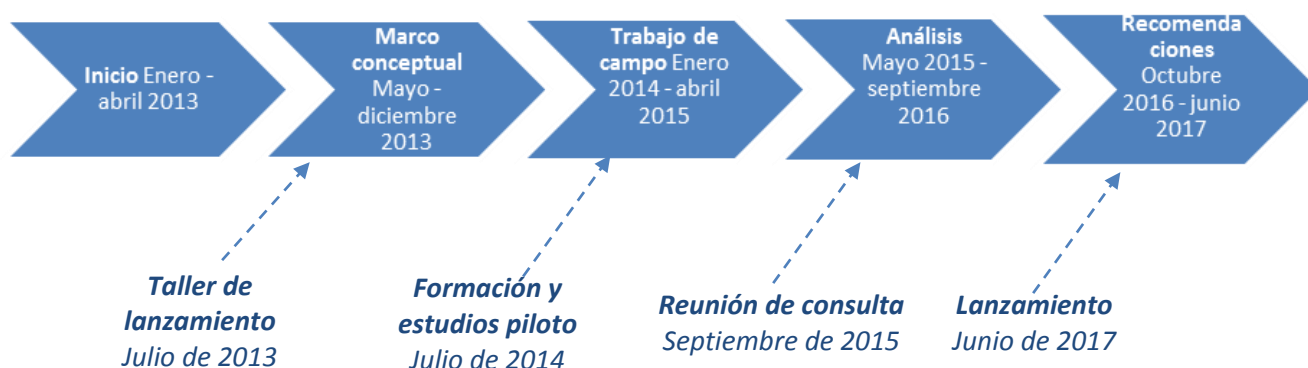 Inicio Enero -
abril 2013
Marco
conceptual
Mayo -
diciembre
2013
Trabajo de
campo Enero
2014 - abril
2015
Análisis
Mayo 2015 -
septiembre
2016
Recomenda
ciones
Octubre
2016 - junio
2017
Taller de
lanzamiento
Julio de 2013
Formación y
estudios piloto
Julio de 2014
Reunión de consulta
Septiembre de 2015
Lanzamiento
Junio de 2017